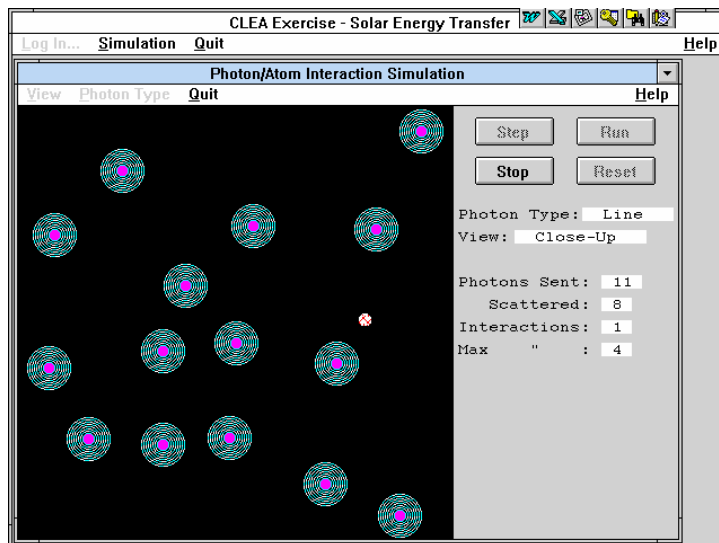 CLEA Exercise - Solar Energy Transfer
Log In... Simulation Quit Help
Photon/Atom Interaction Simulation
View Photon Type Quit Help
Step Run
Stop Reset
Photon Type: Line
View: Close-Up
Photons Sent: 11
Scattered: 8
Interactions: 1
Max " : 4